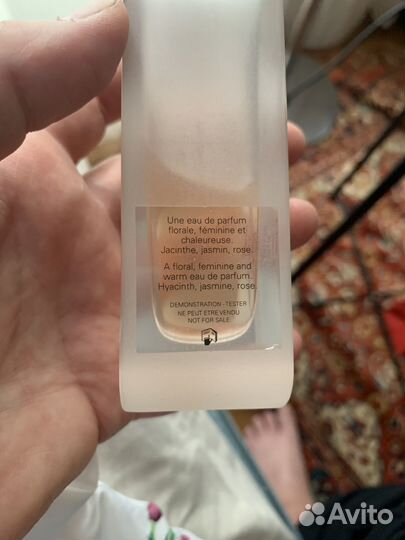 Une eau de parfum
florale, féminine et
chaleureuse.
Jacinthe, jasmin, rose.
A floral, feminine and
warm eau de parfum.
Hyacinth, jasmine, rose.
DEMONSTRATION - TESTER
NE PEUT ETRE VENDU
NOT FOR SALE
Avito